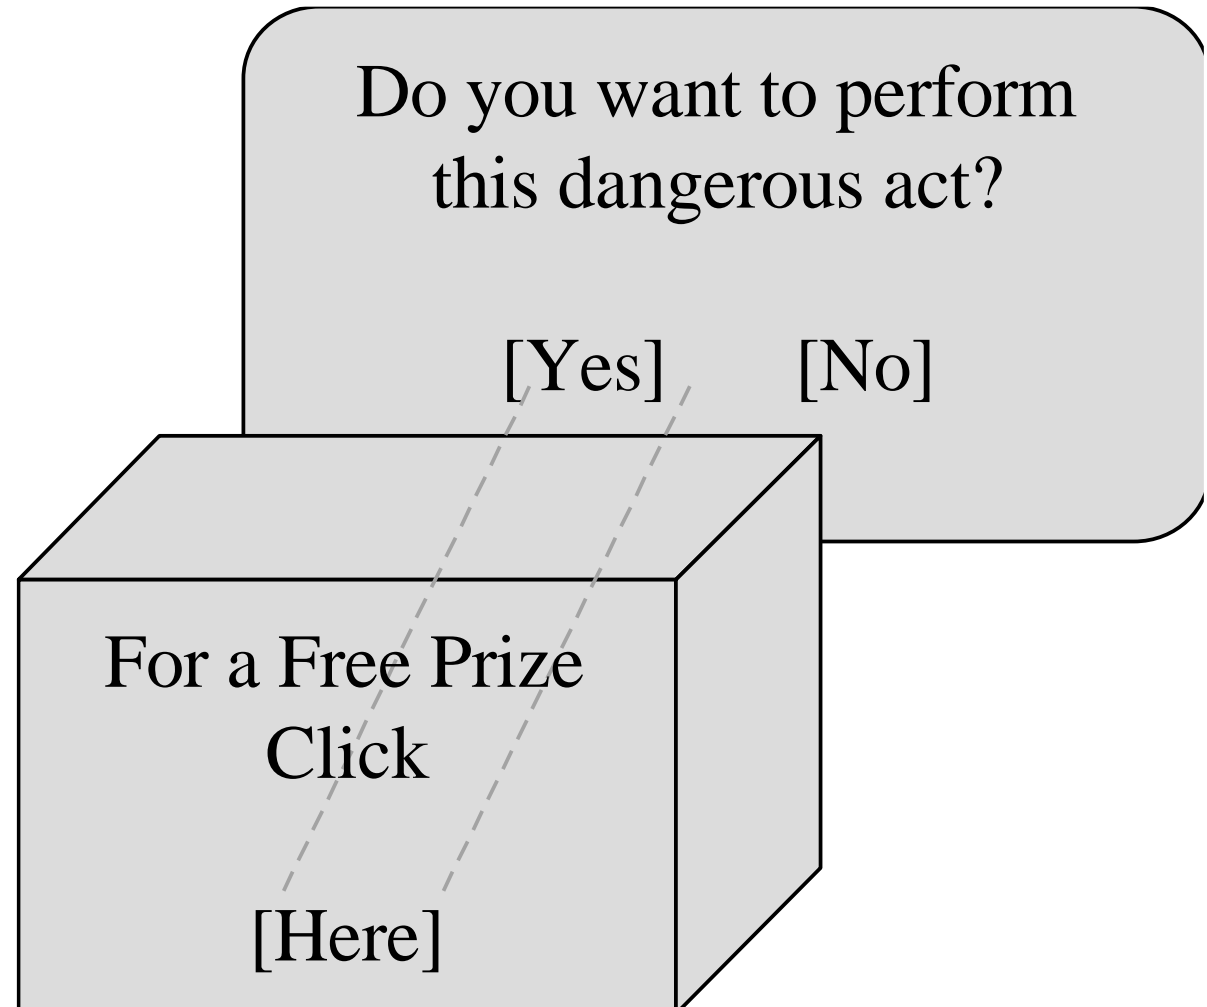 Do you want to perform
this dangerous act?
[Yes] [No]
For a Free Prize
Click
[Here]